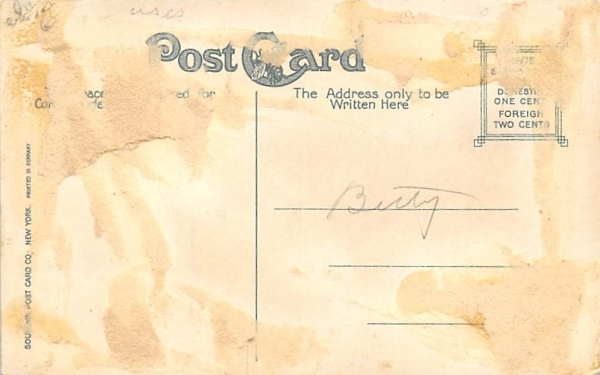 Post Card
for
The Address only to be
Written Here
DOMESTIC
ONE CENT
FOREIGN
TWO CENTS
Betty
SOUVENIR POST CARD CO. NEW YORK. PRINTED IN GERMANY